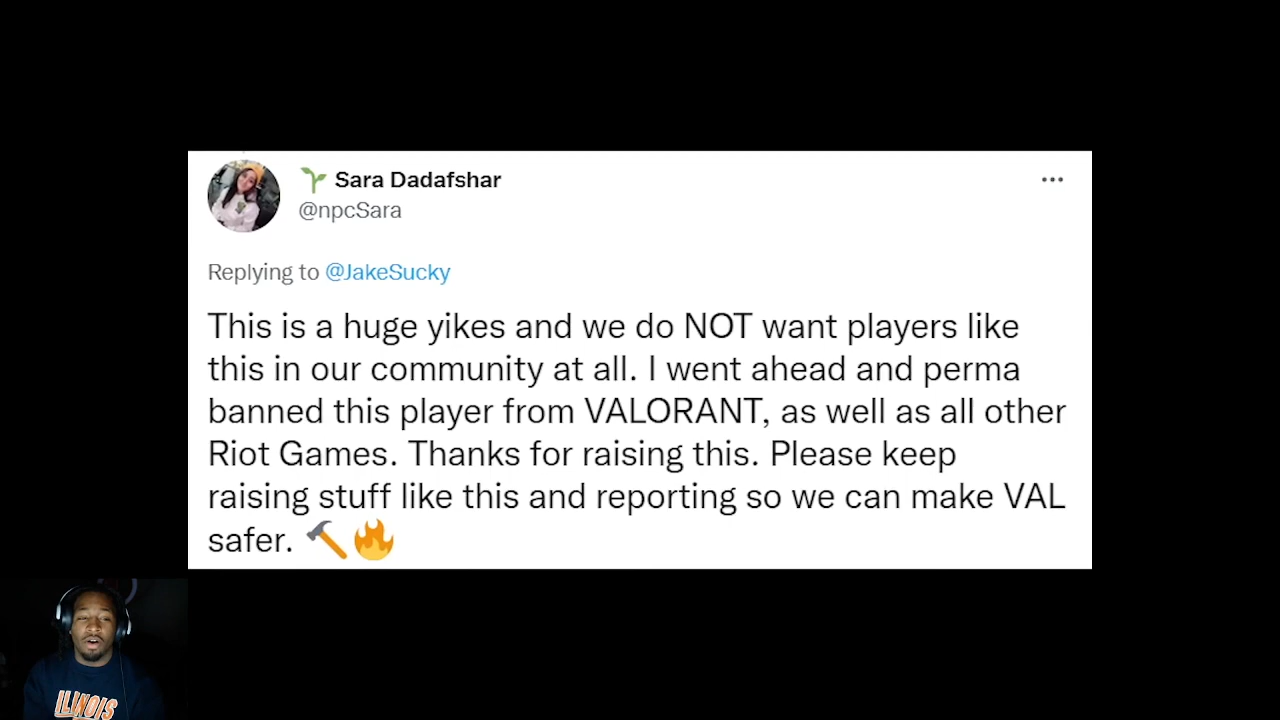 Sara Dadafshar
@npcSara
Replying to @JakeSucky
This is a huge yikes and we do NOT want players like
this in our community at all. I went ahead and perma
banned this player from VALORANT, as well as all other
Riot Games. Thanks for raising this. Please keep
raising stuff like this and reporting so we can make VAL
safer. 🔨🔥
ILLINOIS